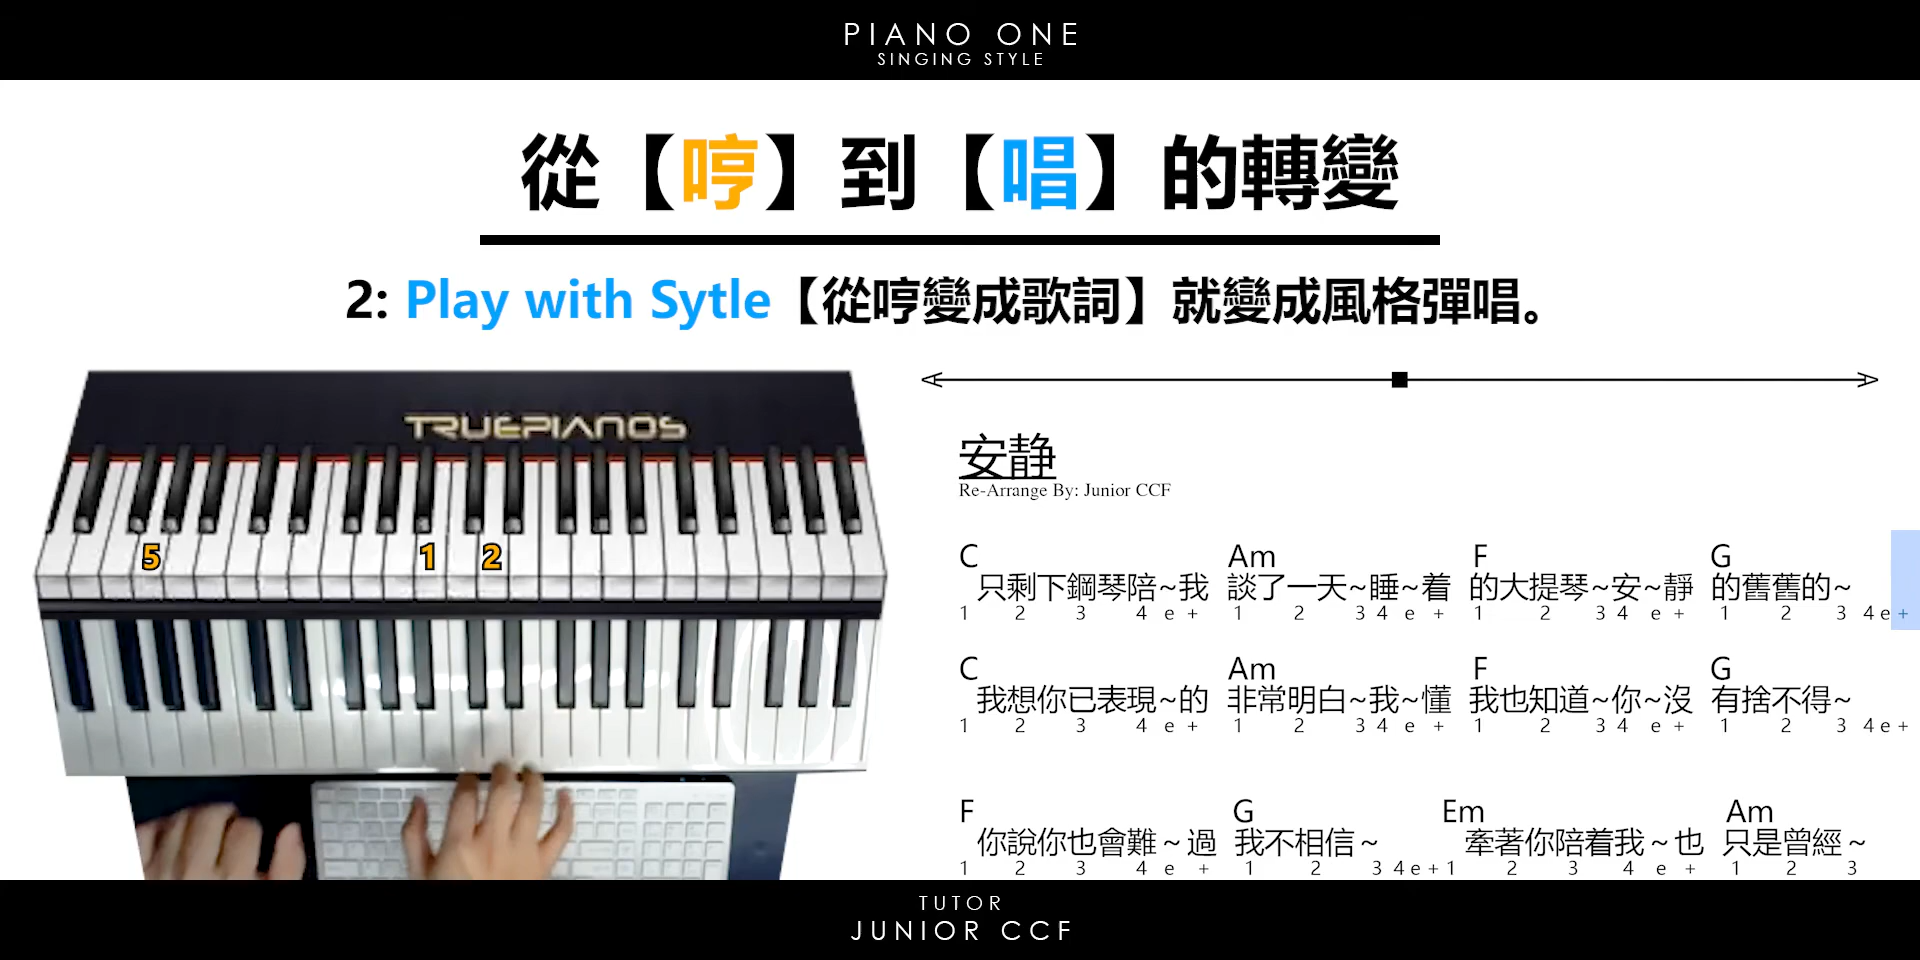 PIANO ONE
SINGING STYLE
從【哼】到【唱】的轉變
2: Play with Sytle【從哼變成歌詞】就變成風格彈唱。
TRUEPIANOS
5 1 2
安静
Re-Arrange By: Junior CCF
C Am F G
只剩下鋼琴陪~我 談了一天~睡~着 的大提琴~安~靜 的舊舊的~
1 2 3 4 e + 1 2 3 4 e + 1 2 3 4 e + 1 2 3 4 e +
C Am F G
我想你已表現~的 非常明白~我~懂 我也知道~你~沒 有捨不得~
1 2 3 4 e + 1 2 3 4 e + 1 2 3 4 e + 1 2 3 4 e +
F G Em Am
你說你也會難~過 我不相信~ 牽著你陪着我~也 只是曾經~
1 2 3 4 e + 1 2 3 4 e + 1 2 3 4 e + 1 2 3
TUTOR
JUNIOR CCF